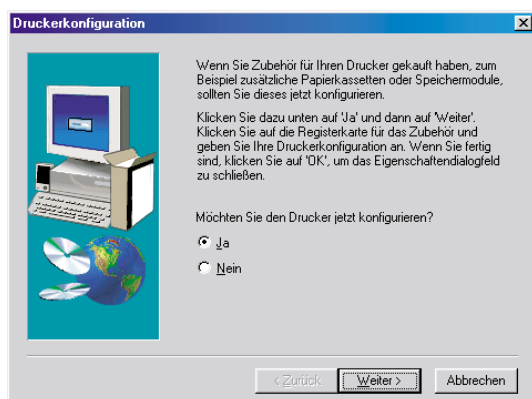 Druckerkonfiguration
Wenn Sie Zubehör für Ihren Drucker gekauft haben, zum
Beispiel zusätzliche Papierkassetten oder Speichermodule,
sollten Sie dieses jetzt konfigurieren.
Klicken Sie dazu unten auf 'Ja' und dann auf 'Weiter'.
Klicken Sie auf die Registerkarte für das Zubehör und
geben Sie Ihre Druckerkonfiguration an. Wenn Sie fertig
sind, klicken Sie auf 'OK', um das Eigenschaftendialogfeld
zu schließen.
Möchten Sie den Drucker jetzt konfigurieren?
Ja
Nein
< Zurück
Weiter >
Abbrechen